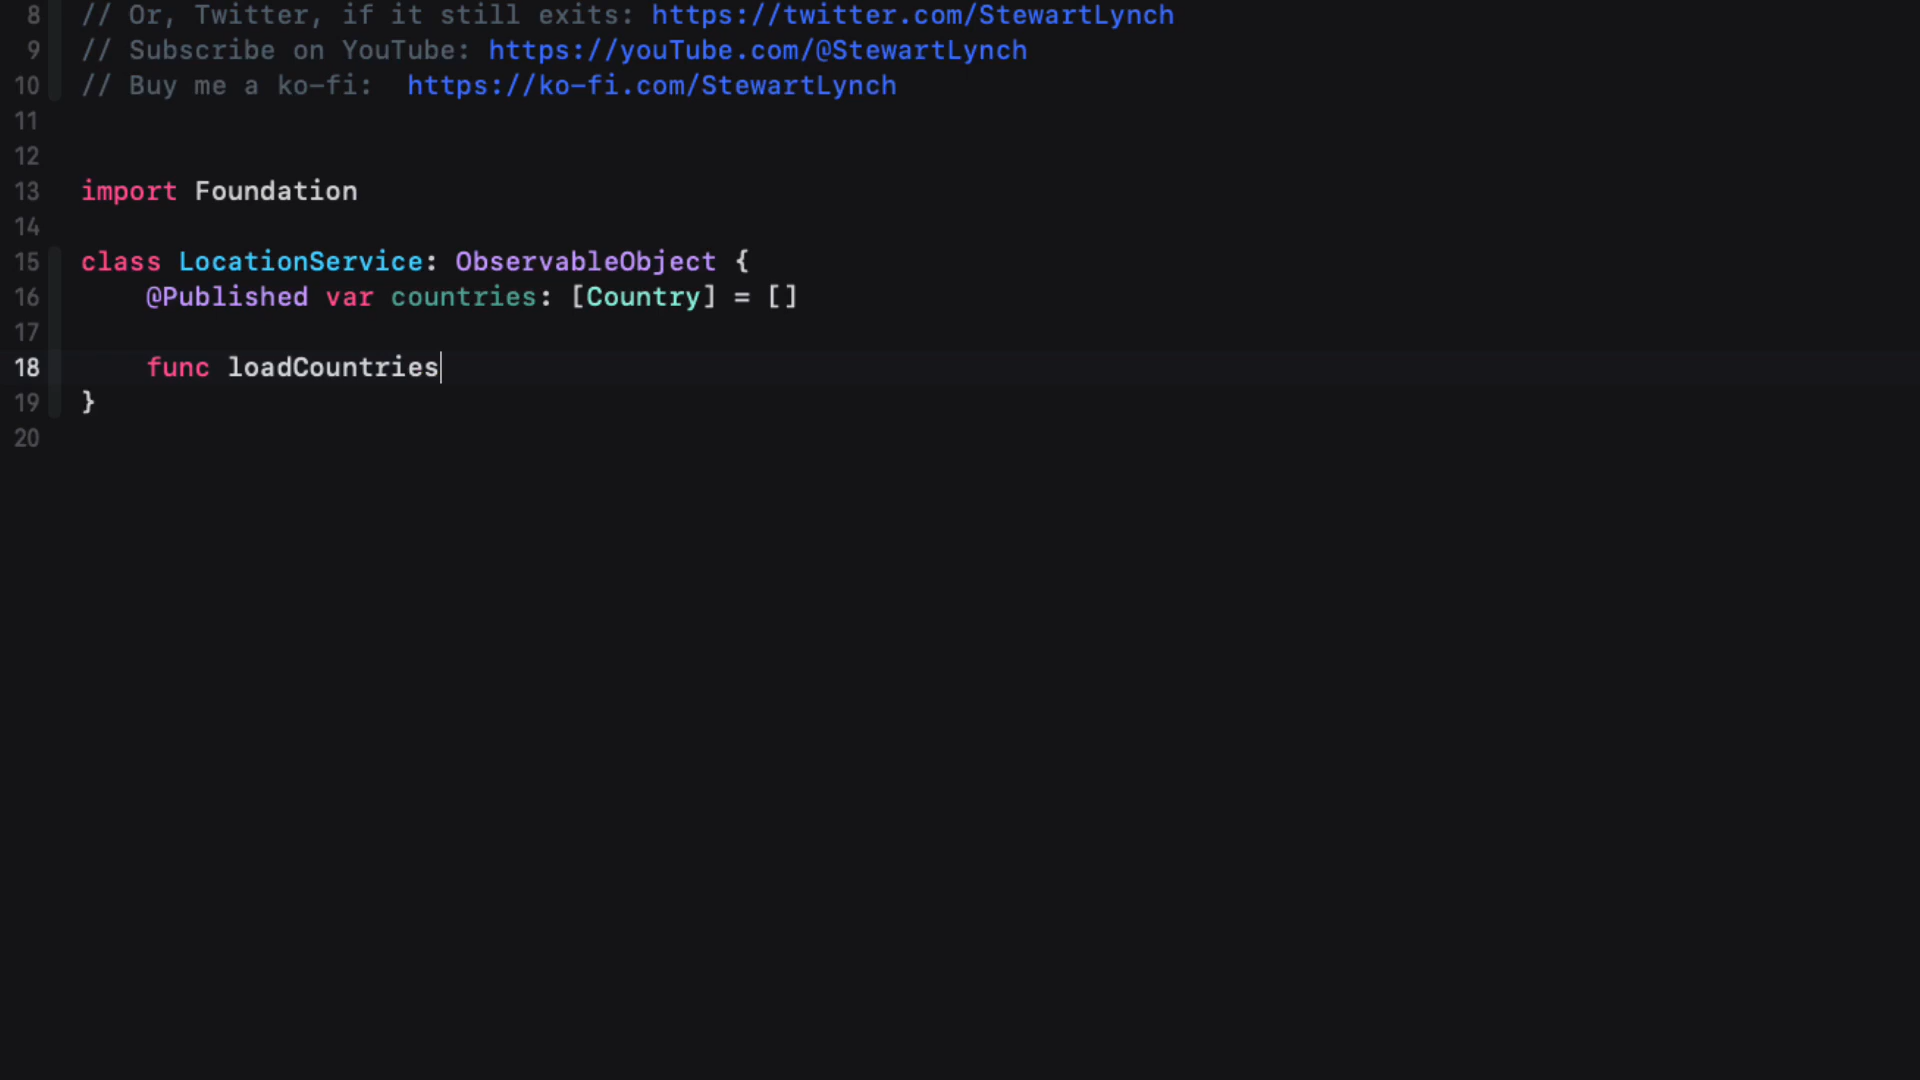 8 // Or, Twitter, if it still exits: https://twitter.com/StewartLynch
9 // Subscribe on YouTube: https://youTube.com/@StewartLynch
10 // Buy me a ko-fi:  https://ko-fi.com/StewartLynch
11
12
13 import Foundation
14
15 class LocationService: ObservableObject {
16     @Published var countries: [Country] = []
17
18     func loadCountries
19 }
20